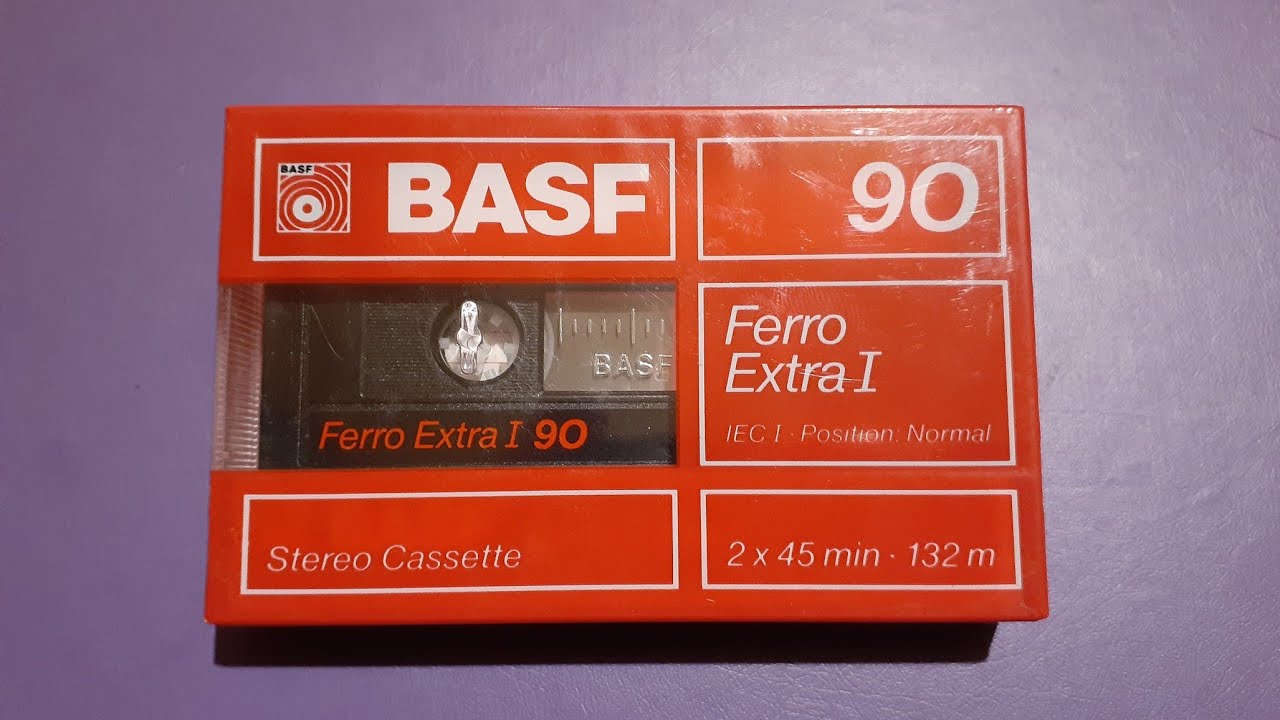 BASF
BASF
90
BASF
Ferro Extra I 90
Ferro
Extra I
IEC I · Position: Normal
Stereo Cassette
2 x 45 min · 132 m